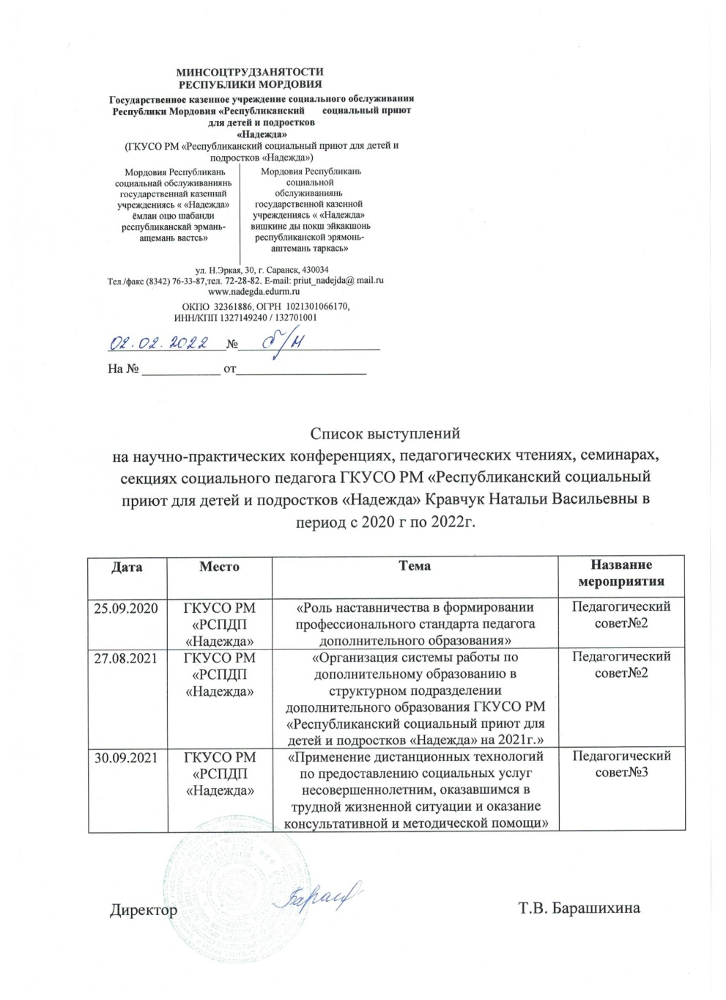 МИНСОЦТРУДЗАНЯТОСТИ
РЕСПУБЛИКИ МОРДОВИЯ
Государственное казенное учреждение социального обслуживания
Республики Мордовия «Республиканский социальный приют
для детей и подростков
«Надежда»
(ГКУСО РМ «Республиканский социальный приют для детей и
подростков «Надежда»)
Мордовия Республикань
социальнай обслуживаниянь
государственнай казеннай
учреждениясь « «Надежда»
ёмлаи оцю шабанди
республиканскай эрмань-
ащемань вастсь»
Мордовия Республикань
социальной
обслуживаниянь
государственной казенной
учреждениясь « «Надежда»
вишкине ды покш эйкакшонь
республиканской эрямонь-
аштемань таркась»
ул. Н.Эркая, 30, г. Саранск, 430034
Тел./факс (8342) 76-33-87,тел. 72-28-82. E-mail: priut_nadejda@ mail.ru
www.nadegda.edurm.ru
ОКПО 32361886, ОГРН 1021301066170,
ИНН/КПП 1327149240 / 132701001
02.02.2022 № б/н
На № ____________ от____________________
Список выступлений
на научно-практических конференциях, педагогических чтениях, семинарах,
секциях социального педагога ГКУСО РМ «Республиканский социальный
приют для детей и подростков «Надежда» Кравчук Натальи Васильевны в
период с 2020 г по 2022г.
Дата Место Тема Название
мероприятия
25.09.2020 ГКУСО РМ «Роль наставничества в формировании Педагогический
«РСПДП профессионального стандарта педагога совет№2
«Надежда» дополнительного образования»
27.08.2021 ГКУСО РМ «Организация системы работы по Педагогический
«РСПДП дополнительному образованию в совет№2
«Надежда» структурном подразделении
дополнительного образования ГКУСО РМ
«Республиканский социальный приют для
детей и подростков «Надежда» на 2021г.»
30.09.2021 ГКУСО РМ «Применение дистанционных технологий Педагогический
«РСПДП по предоставлению социальных услуг совет№3
«Надежда» несовершеннолетним, оказавшимся в
трудной жизненной ситуации и оказание
консультативной и методической помощи»
Директор Т.В. Барашихина